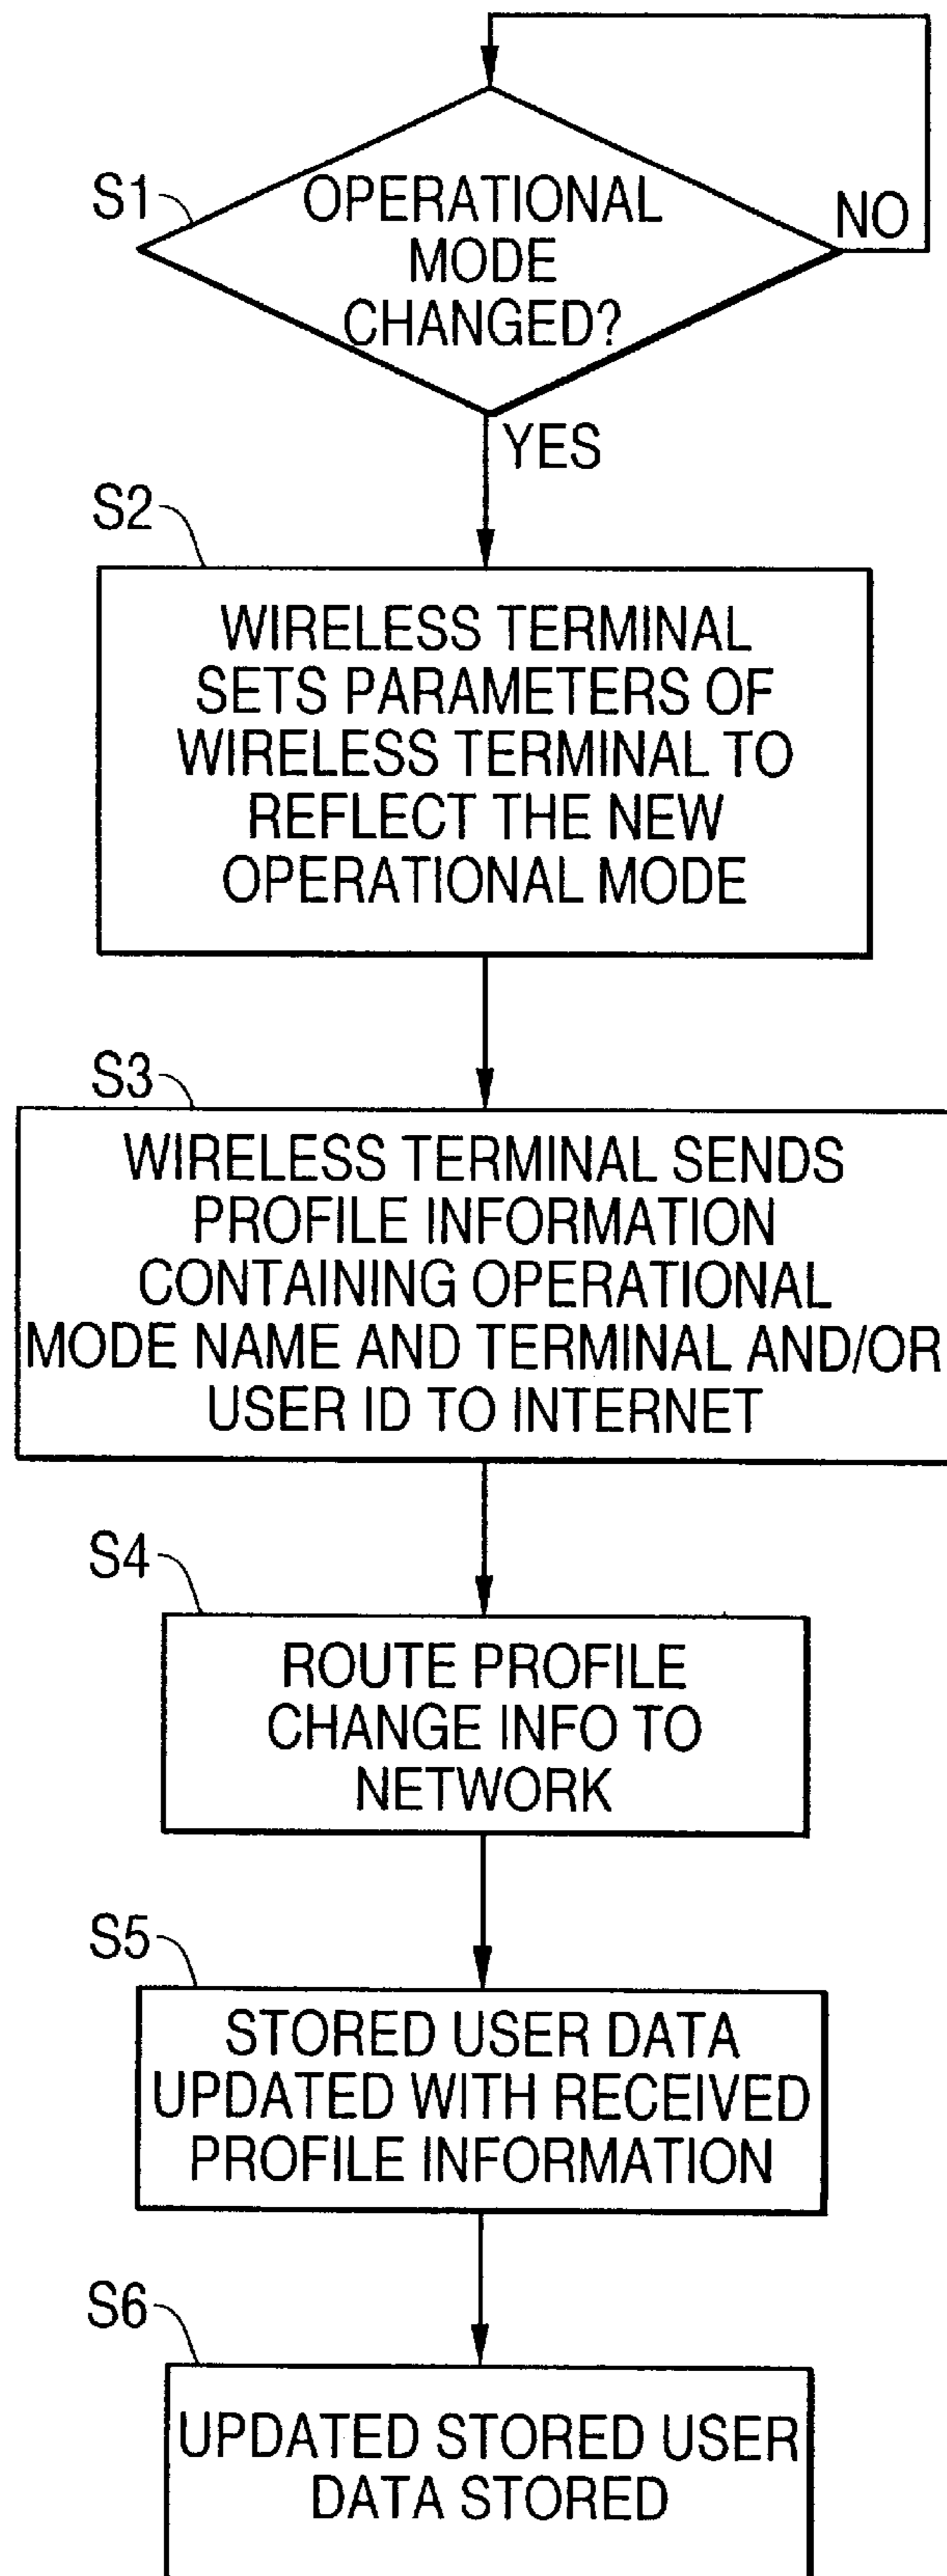 S1
OPERATIONAL
MODE
CHANGED?
NO
YES
S2
WIRELESS TERMINAL
SETS PARAMETERS OF
WIRELESS TERMINAL TO
REFLECT THE NEW
OPERATIONAL MODE
S3
WIRELESS TERMINAL SENDS
PROFILE INFORMATION
CONTAINING OPERATIONAL
MODE NAME AND TERMINAL AND/OR
USER ID TO INTERNET
S4
ROUTE PROFILE
CHANGE INFO TO
NETWORK
S5
STORED USER DATA
UPDATED WITH RECEIVED
PROFILE INFORMATION
S6
UPDATED STORED USER
DATA STORED